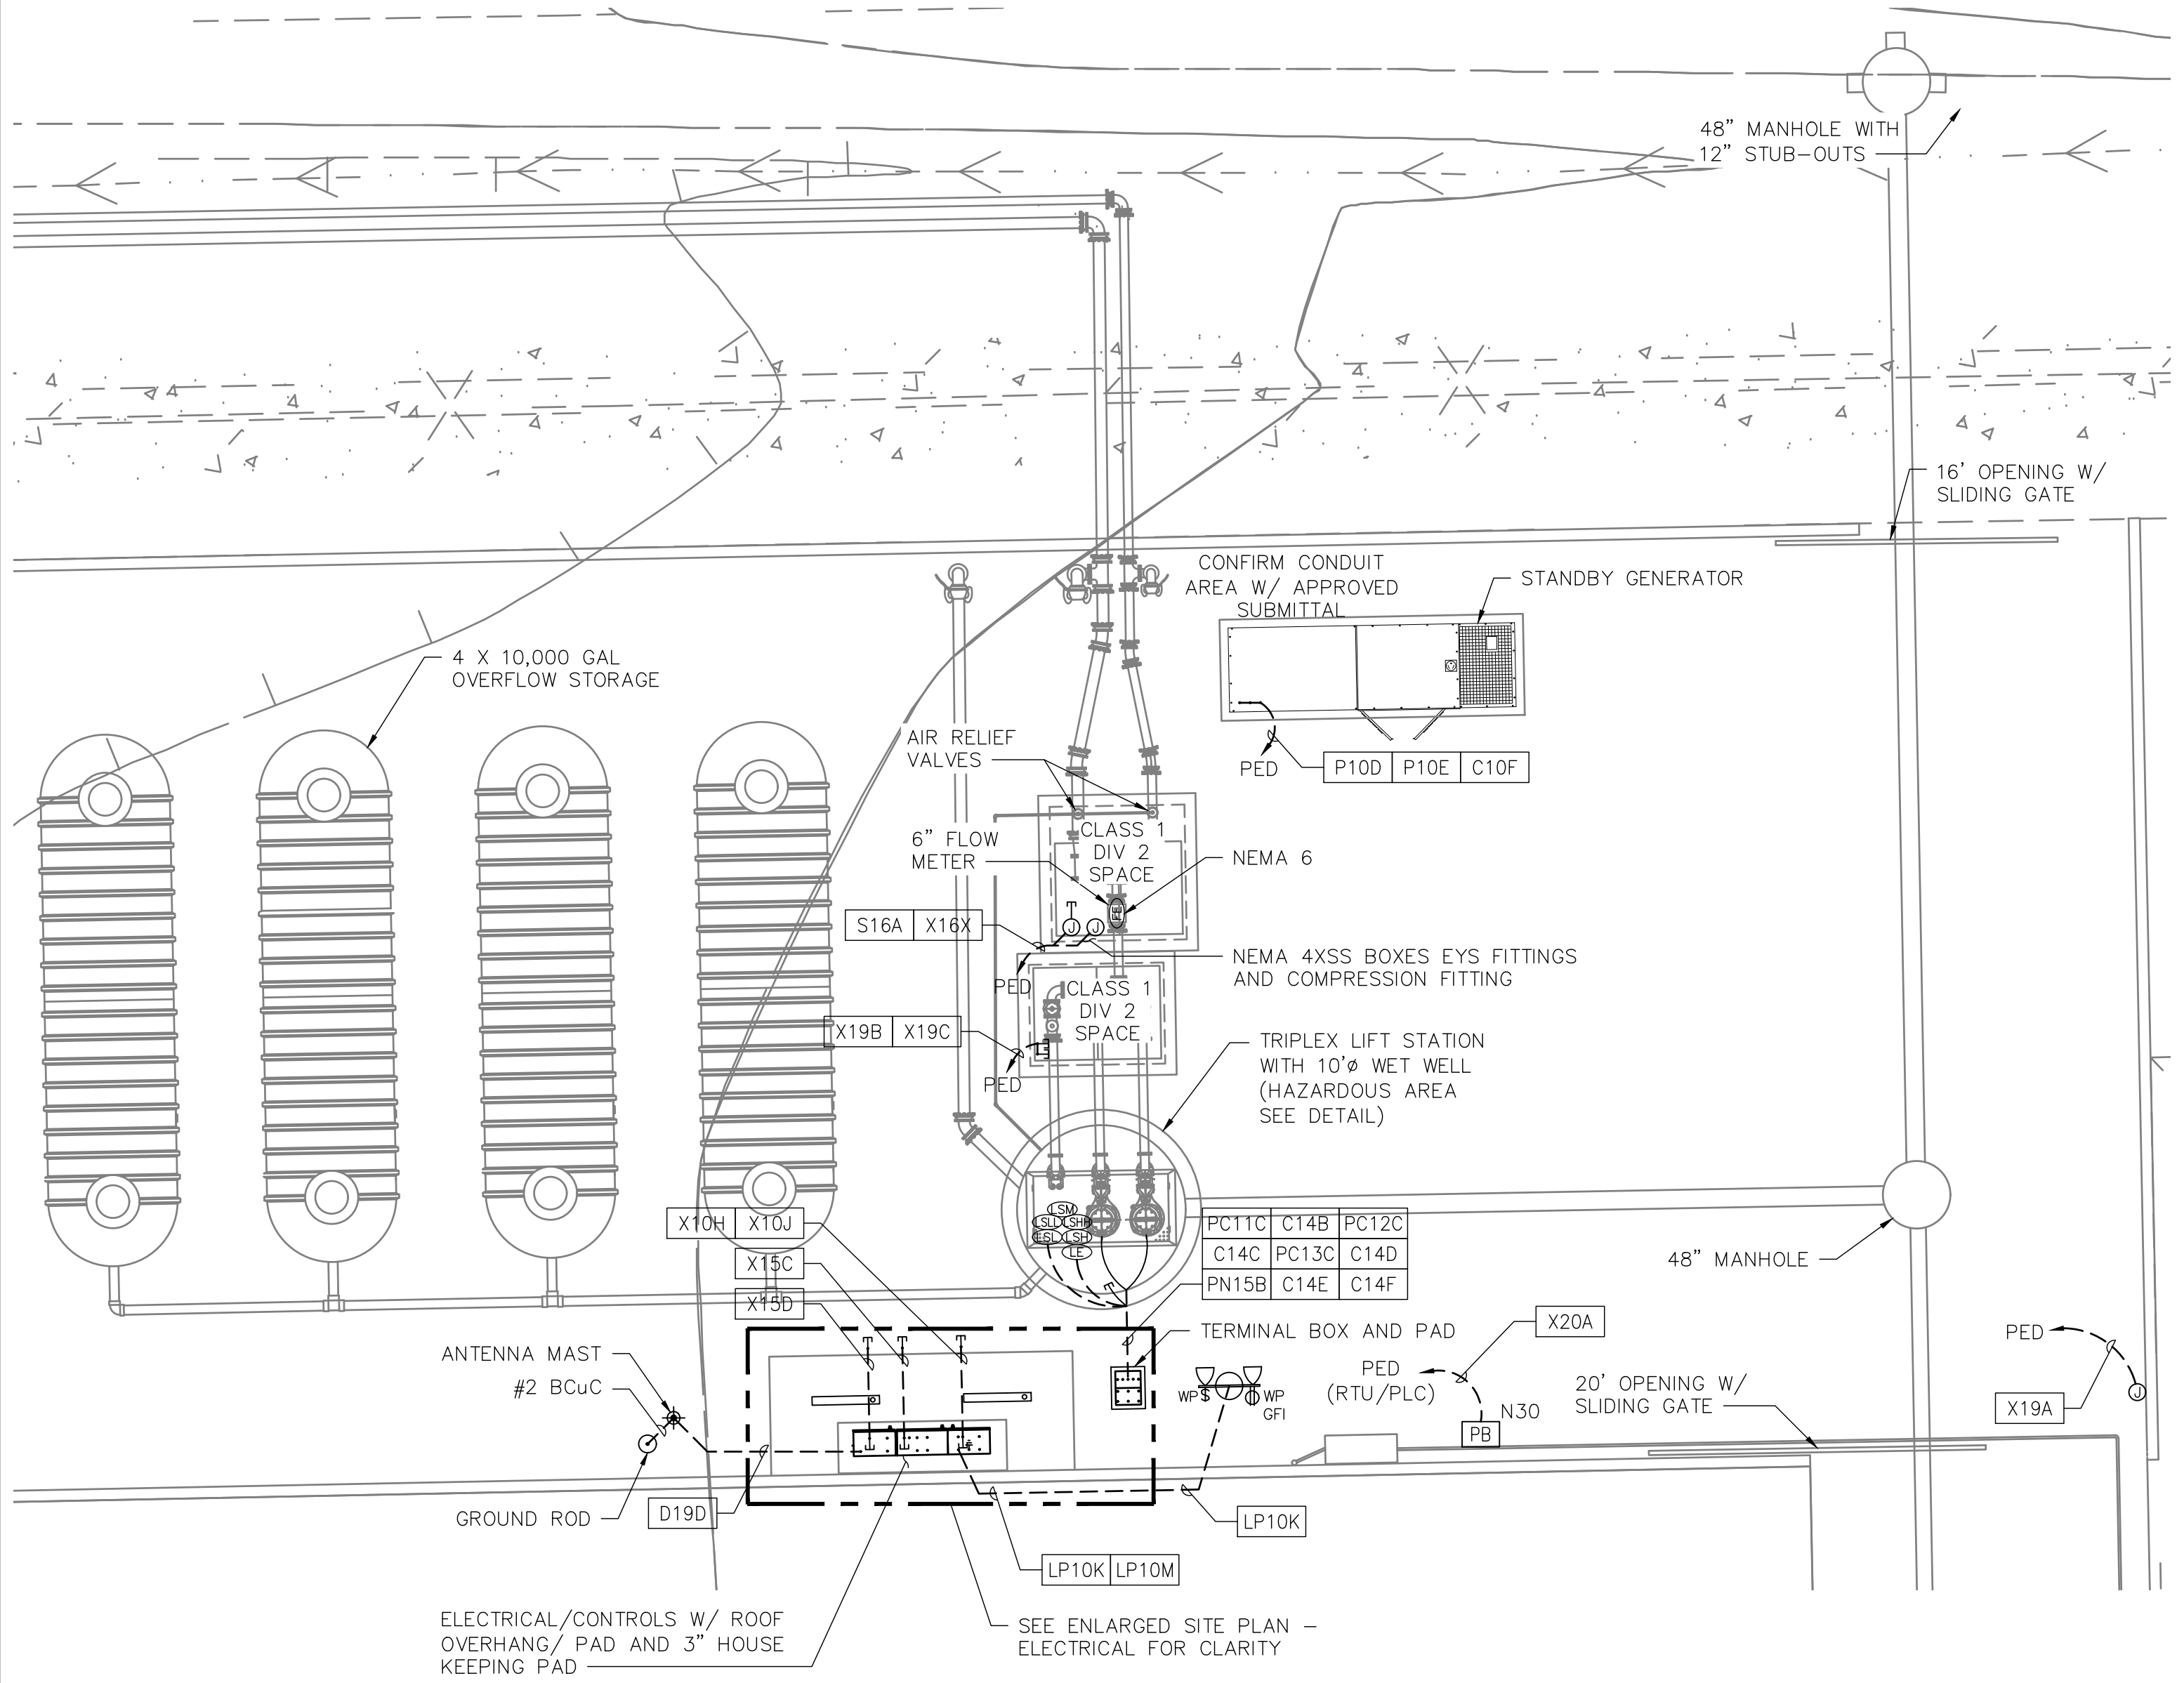 48" MANHOLE WITH
12" STUB-OUTS
16' OPENING W/
SLIDING GATE
CONFIRM CONDUIT
AREA W/ APPROVED
SUBMITTAL
STANDBY GENERATOR
4 X 10,000 GAL
OVERFLOW STORAGE
AIR RELIEF
VALVES
PED
P10D P10E C10F
6" FLOW
METER
CLASS 1
DIV 2
SPACE
NEMA 6
FE
S16A X16X
J J
NEMA 4XSS BOXES EYS FITTINGS
AND COMPRESSION FITTING
PED
CLASS 1
DIV 2
SPACE
X19B X19C
PED
TRIPLEX LIFT STATION
WITH 10'ø WET WELL
(HAZARDOUS AREA
SEE DETAIL)
LSM
LSLL LSHH
LSL LSH
LE
X10H X10J
X15C
X15D
PC11C C14B PC12C
C14C PC13C C14D
PN15B C14E C14F
48" MANHOLE
TERMINAL BOX AND PAD
X20A
PED
(RTU/PLC)
N30
PB
20' OPENING W/
SLIDING GATE
PED
X19A
J
ANTENNA MAST
#2 BCuC
WP $
WP
GFI
GROUND ROD
D19D
LP10K
LP10K LP10M
ELECTRICAL/CONTROLS W/ ROOF
OVERHANG/ PAD AND 3" HOUSE
KEEPING PAD
SEE ENLARGED SITE PLAN -
ELECTRICAL FOR CLARITY